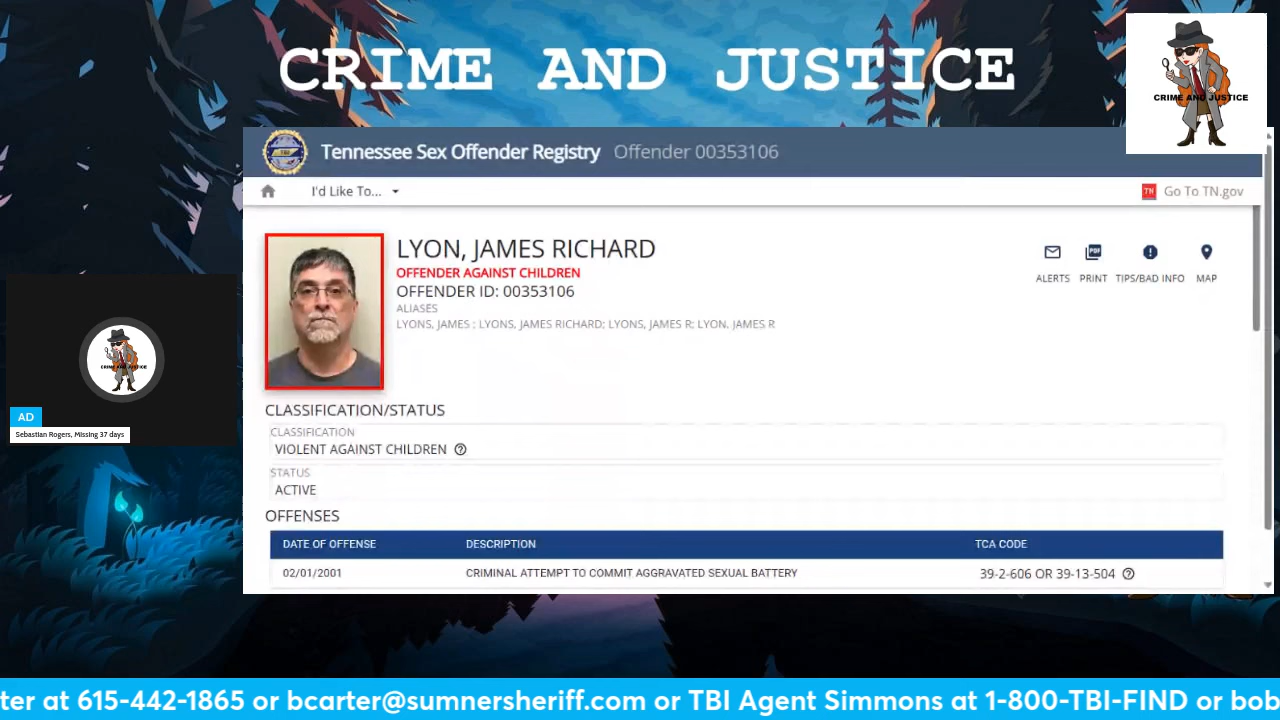 CRIME AND JUSTICE
CRIME AND JUSTICE
Tennessee Sex Offender Registry Offender 00353106
I'd Like To...
TN Go To TN.gov
LYON, JAMES RICHARD
OFFENDER AGAINST CHILDREN
OFFENDER ID: 00353106
ALIASES
LYONS, JAMES : LYONS, JAMES RICHARD; LYONS, JAMES R; LYON. JAMES R
ALERTS PRINT TIPS/BAD INFO MAP
PDF
CRIME AND JUSTICE
AD
Sebastian Rogers, Missing 37 days
CLASSIFICATION/STATUS
CLASSIFICATION
VIOLENT AGAINST CHILDREN
STATUS
ACTIVE
OFFENSES
DATE OF OFFENSE DESCRIPTION TCA CODE
02/01/2001 CRIMINAL ATTEMPT TO COMMIT AGGRAVATED SEXUAL BATTERY 39-2-606 OR 39-13-504
ter at 615-442-1865 or bcarter@sumnersheriff.com or TBI Agent Simmons at 1-800-TBI-FIND or bob